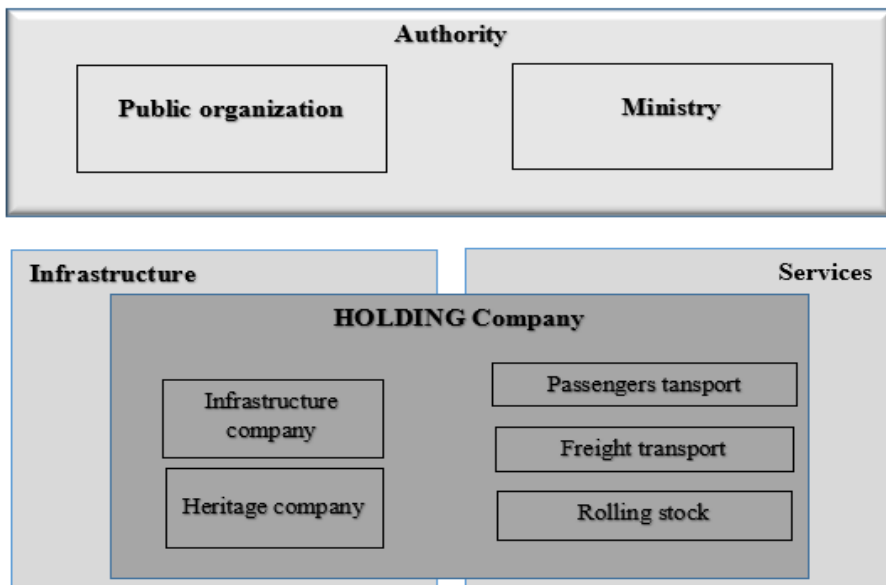 Authority
Public organization
Ministry
Infrastructure
Services
HOLDING Company
Infrastructure
company
Heritage company
Passengers tansport
Freight transport
Rolling stock